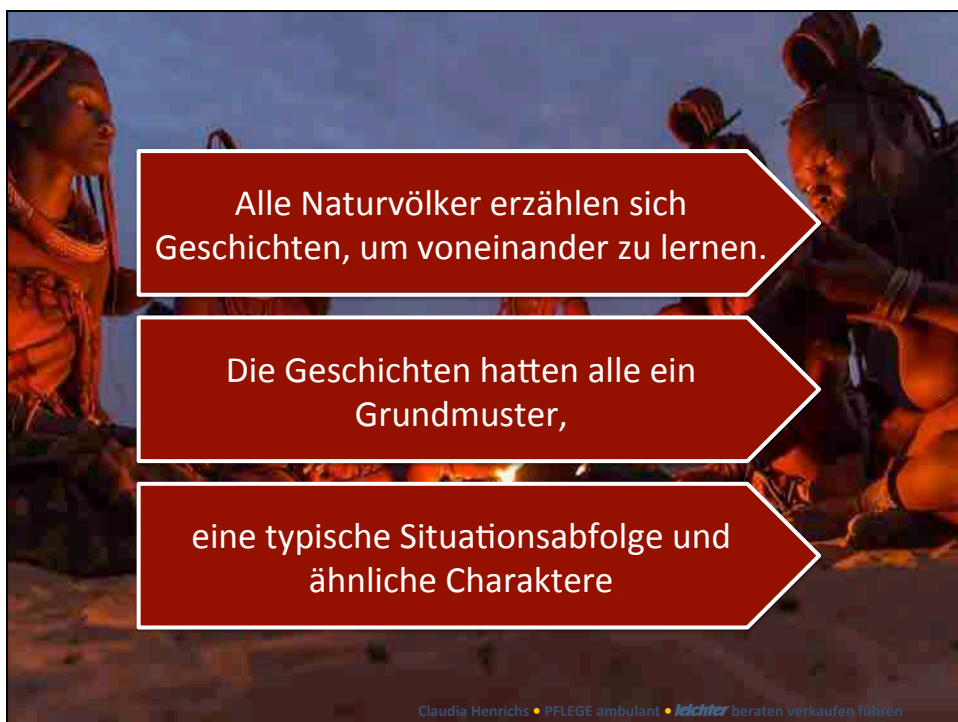 Alle Naturvölker erzählen sich
Geschichten, um voneinander zu lernen.
Die Geschichten hatten alle ein
Grundmuster,
eine typische Situationsabfolge und
ähnliche Charaktere
Claudia Henrichs • PFLEGE ambulant • leichter beraten verkaufen führen